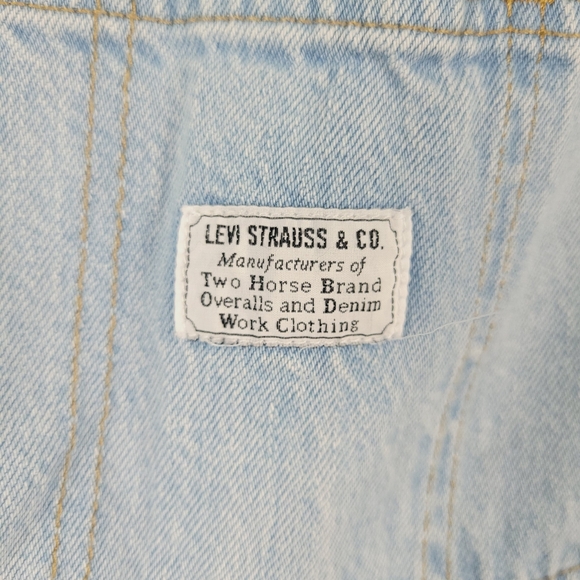 LEVI STRAUSS & CO.
Manufacturers of
Two Horse Brand
Overalls and Denim
Work Clothing